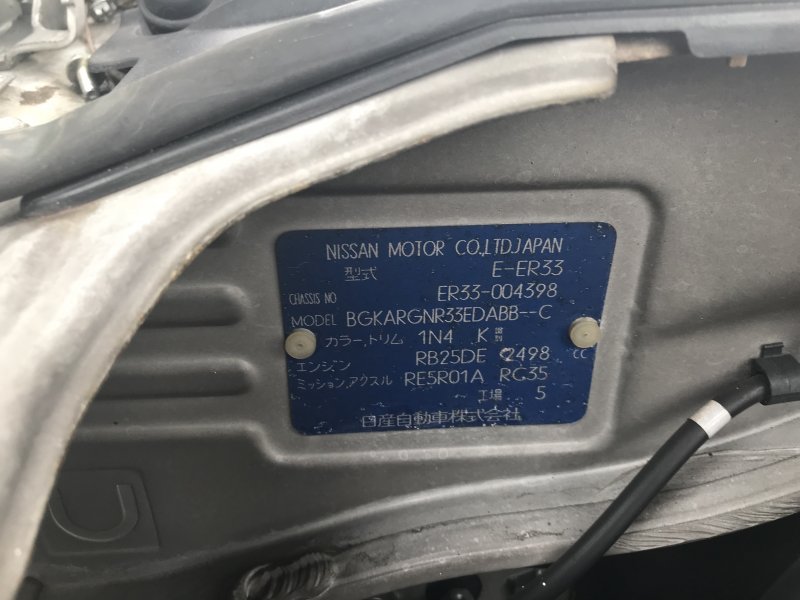 NISSAN MOTOR CO.,LTD.JAPAN
型式 E-ER33
CHASSIS NO ER33-004398
MODEL BGKARGNR33EDABB--C
カラー,トリム 1N4 K
エンジン RB25DE 2498 CC
ミッション,アクスル RE5R01A RC35
工場 5
日産自動車株式会社